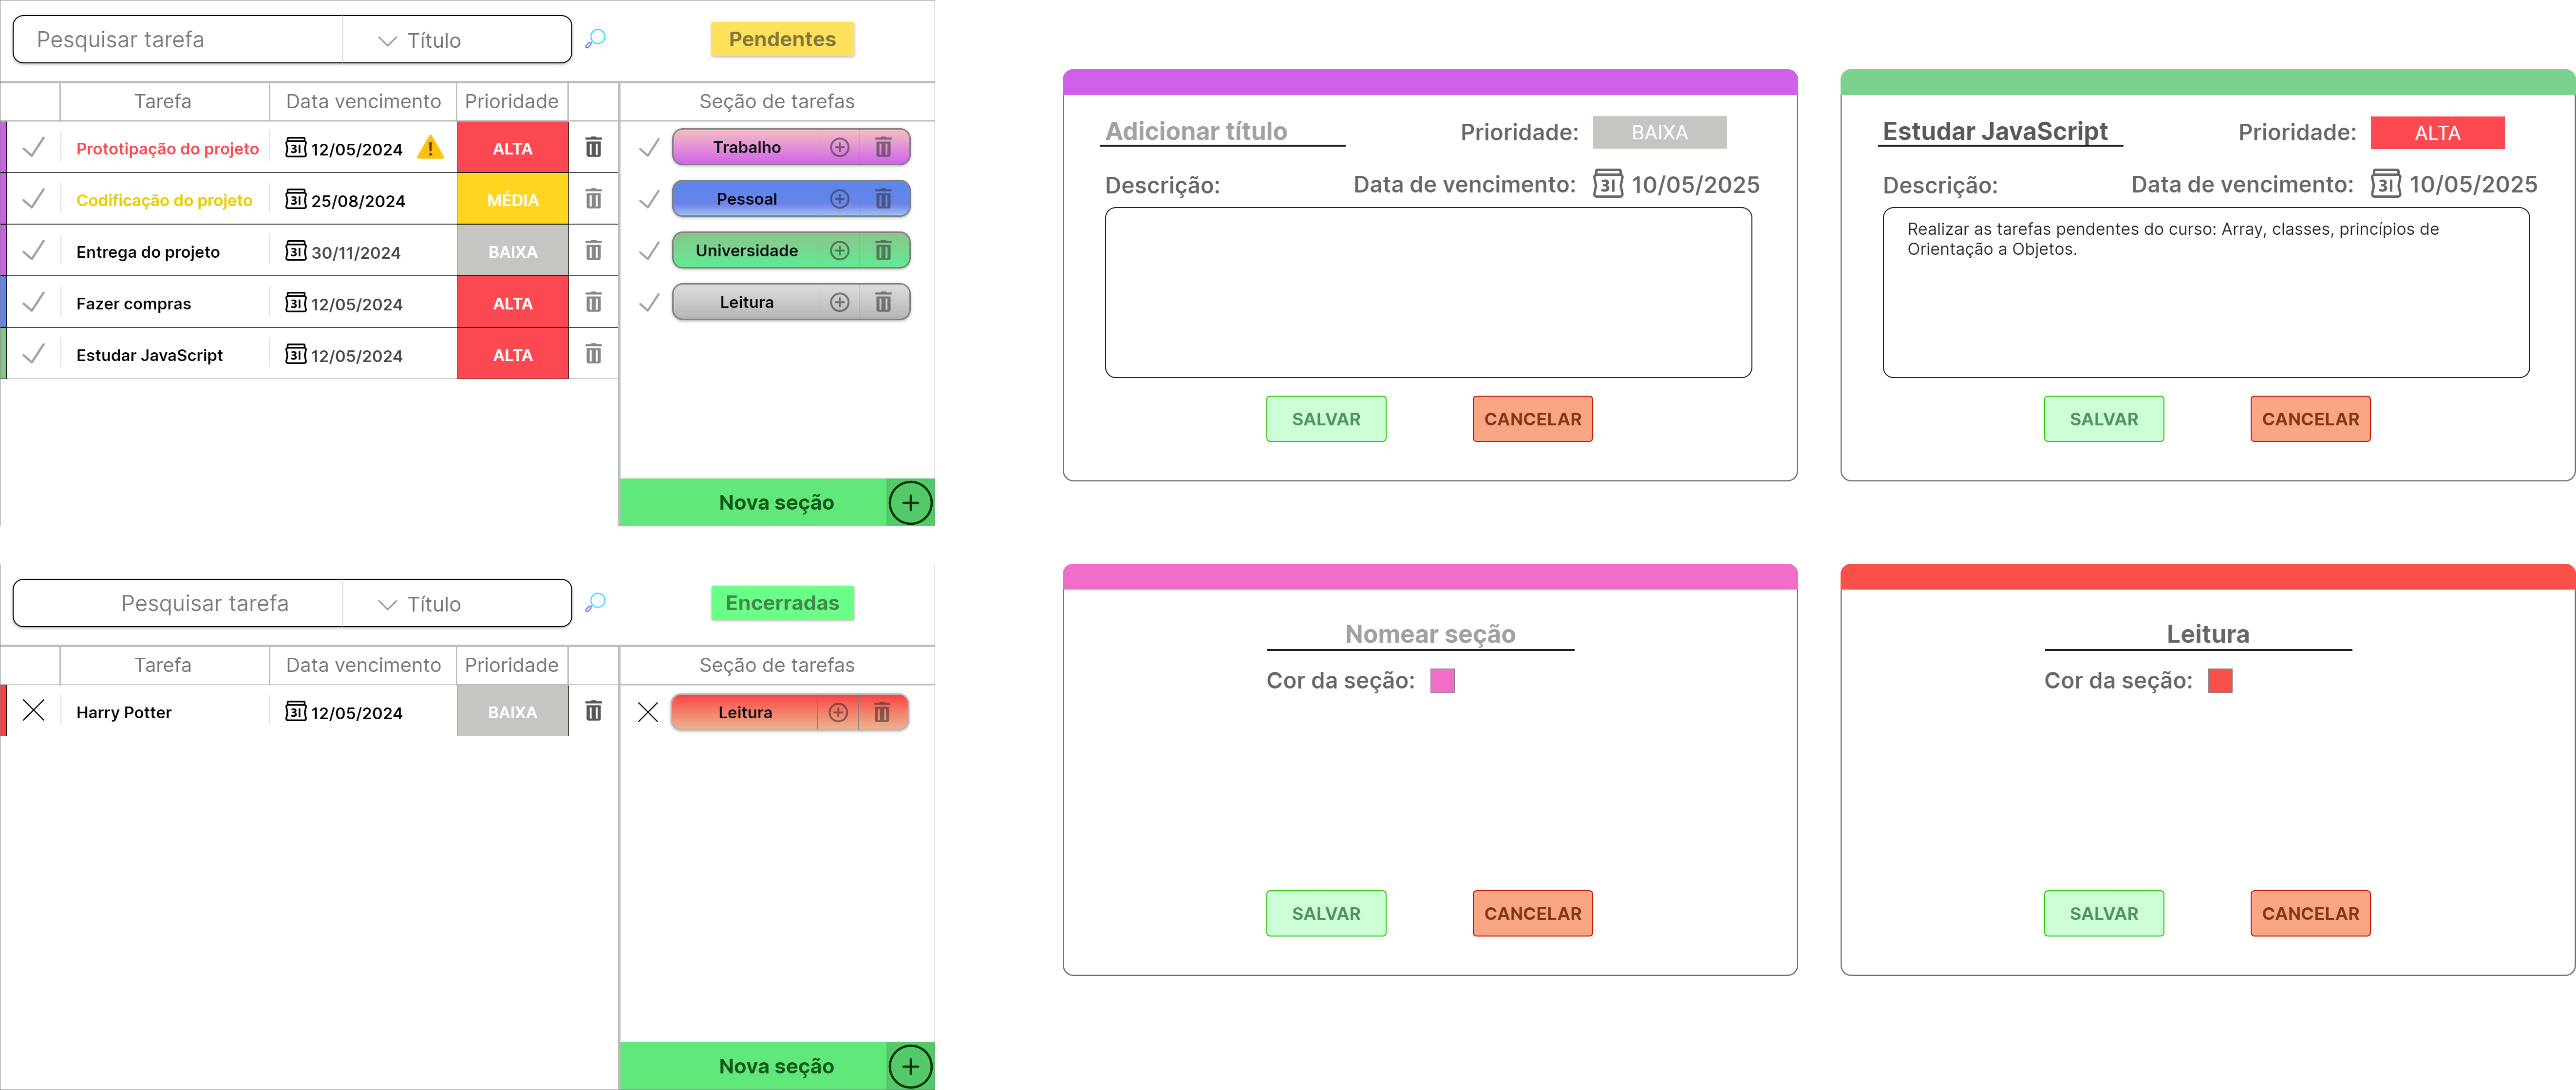 Pesquisar tarefa Título Pendentes
Tarefa Data vencimento Prioridade Seção de tarefas
Prototipação do projeto 31 12/05/2024 ALTA Trabalho
Codificação do projeto 31 25/08/2024 MÉDIA Pessoal
Entrega do projeto 31 30/11/2024 BAIXA Universidade
Fazer compras 31 12/05/2024 ALTA Leitura
Estudar JavaScript 31 12/05/2024 ALTA
Nova seção
Adicionar título Prioridade: BAIXA
Descrição: Data de vencimento: 31 10/05/2025
SALVAR CANCELAR
Estudar JavaScript Prioridade: ALTA
Descrição: Data de vencimento: 31 10/05/2025
Realizar as tarefas pendentes do curso: Array, classes, princípios de
Orientação a Objetos.
SALVAR CANCELAR
Pesquisar tarefa Título Encerradas
Tarefa Data vencimento Prioridade Seção de tarefas
Harry Potter 31 12/05/2024 BAIXA Leitura
Nova seção
Nomear seção
Cor da seção:
SALVAR CANCELAR
Leitura
Cor da seção:
SALVAR CANCELAR